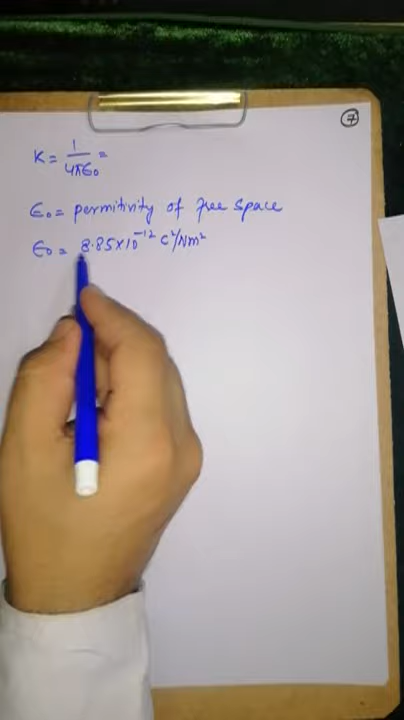 7
K = 1/4πϵ₀ =
ϵ₀ = permitivity of free space
ϵ₀ = 8.85×10⁻¹² C²/Nm²